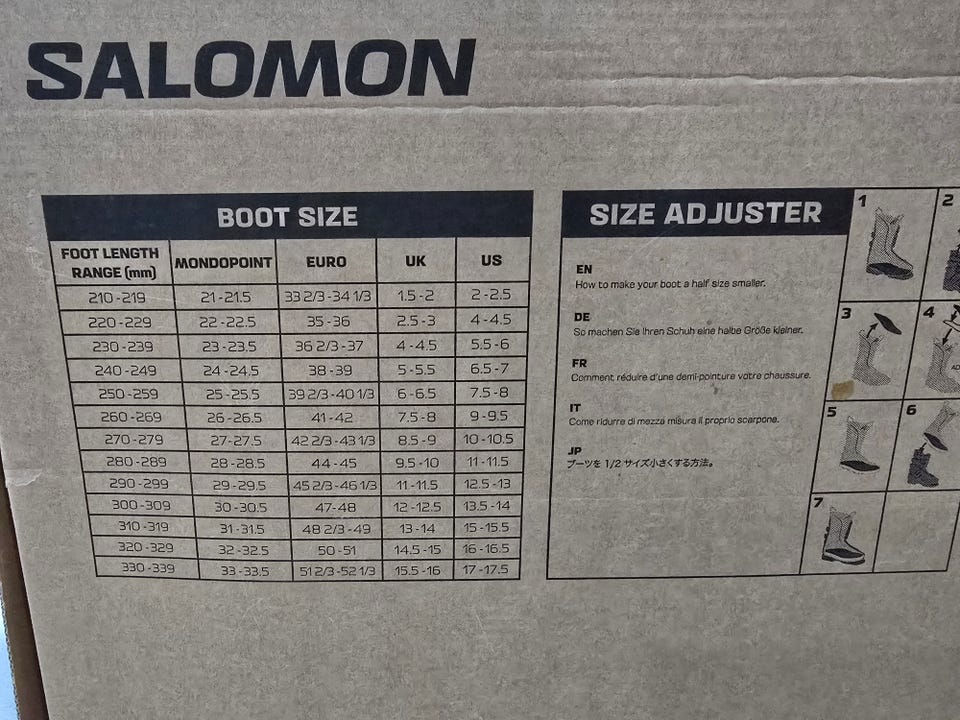 SALOMON
BOOT SIZE
FOOT LENGTH RANGE (mm) MONDOPOINT EURO UK US
210-219 21-21.5 33 2/3-34 1/3 1.5-2 2-2.5
220-229 22-22.5 35-36 2.5-3 4-4.5
230-239 23-23.5 36 2/3-37 4-4.5 5.5-6
240-249 24-24.5 38-39 5-5.5 6.5-7
250-259 25-25.5 39 2/3-40 1/3 6-6.5 7.5-8
260-269 26-26.5 41-42 7.5-8 9-9.5
270-279 27-27.5 42 2/3-43 1/3 8.5-9 10-10.5
280-289 28-28.5 44-45 9.5-10 11-11.5
290-299 29-29.5 45 2/3-46 1/3 11-11.5 12.5-13
300-309 30-30.5 47-48 12-12.5 13.5-14
310-319 31-31.5 48 2/3-49 13-14 15-15.5
320-329 32-32.5 50-51 14.5-15 16-16.5
330-339 33-33.5 51 2/3-52 1/3 15.5-16 17-17.5
SIZE ADJUSTER
EN
How to make your boot a half size smaller.
DE
So machen Sie Ihren Schuh eine halbe Größe kleiner.
FR
Comment réduire d'une demi-pointure votre chaussure.
IT
Come ridurre di mezza misura il proprio scarpone.
JP
ブーツを 1/2 サイズ小さくする方法。
1 2
3 4
5 6
7